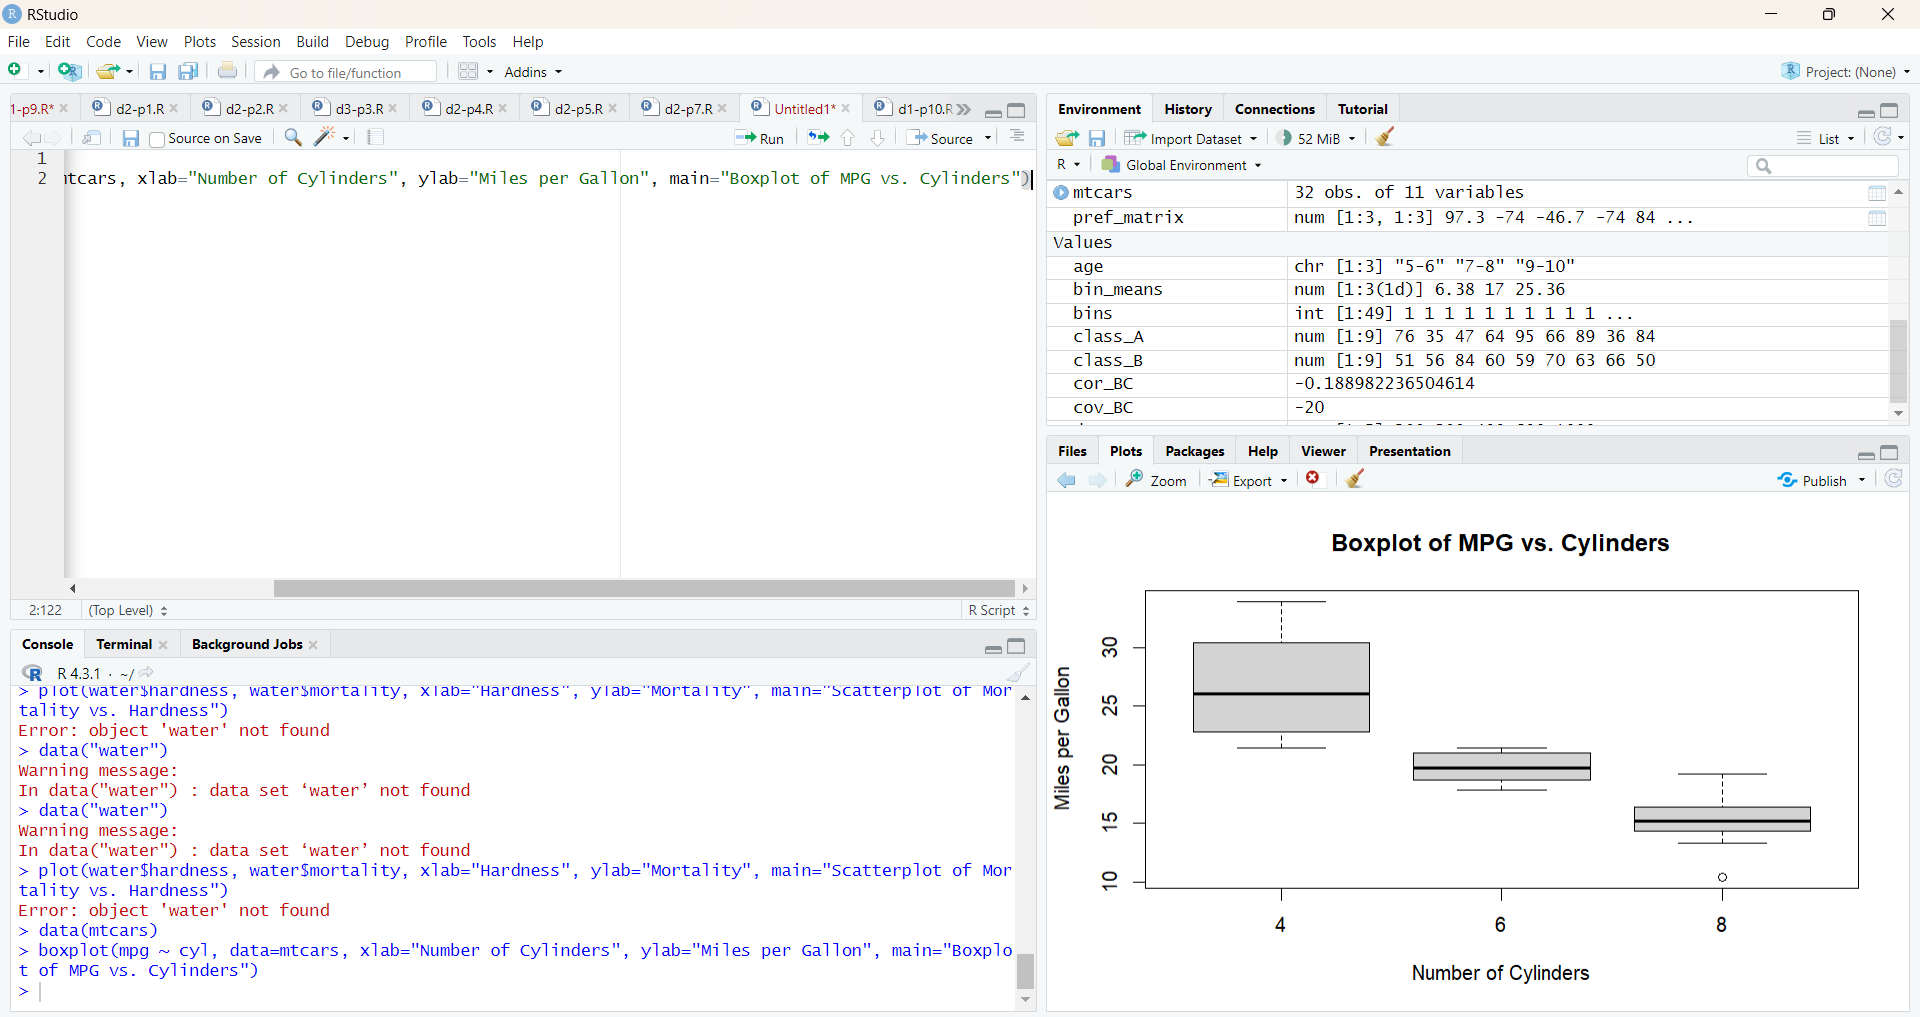 RStudio
File Edit Code View Plots Session Build Debug Profile Tools Help
Go to file/function Addins Project: (None)
1-p9.R* d2-p1.R d2-p2.R d3-p3.R d2-p4.R d2-p5.R d2-p7.R Untitled1* d1-p10.R
Source on Save Run Source
1
2 tcars, xlab="Number of Cylinders", ylab="Miles per Gallon", main="Boxplot of MPG vs. Cylinders")
2:122 (Top Level) R Script
Console Terminal Background Jobs
R 4.3.1 · ~/
> plot(water$hardness, water$mortality, xlab="Hardness", ylab="Mortality", main="Scatterplot of Mor
tality vs. Hardness")
Error: object 'water' not found
> data("water")
Warning message:
In data("water") : data set ‘water’ not found
> data("water")
Warning message:
In data("water") : data set ‘water’ not found
> plot(water$hardness, water$mortality, xlab="Hardness", ylab="Mortality", main="Scatterplot of Mor
tality vs. Hardness")
Error: object 'water' not found
> data(mtcars)
> boxplot(mpg ~ cyl, data=mtcars, xlab="Number of Cylinders", ylab="Miles per Gallon", main="Boxplo
t of MPG vs. Cylinders")
>
Environment History Connections Tutorial
Import Dataset 52 MiB List
R Global Environment
mtcars 32 obs. of 11 variables
pref_matrix num [1:3, 1:3] 97.3 -74 -46.7 -74 84 ...
Values
age chr [1:3] "5-6" "7-8" "9-10"
bin_means num [1:3(1d)] 6.38 17 25.36
bins int [1:49] 1 1 1 1 1 1 1 1 1 1 ...
class_A num [1:9] 76 35 47 64 95 66 89 36 84
class_B num [1:9] 51 56 84 60 59 70 63 66 50
cor_BC -0.188982236504614
cov_BC -20
Files Plots Packages Help Viewer Presentation
Zoom Export Publish
Boxplot of MPG vs. Cylinders
Miles per Gallon
30
25
20
15
10
4 6 8
Number of Cylinders